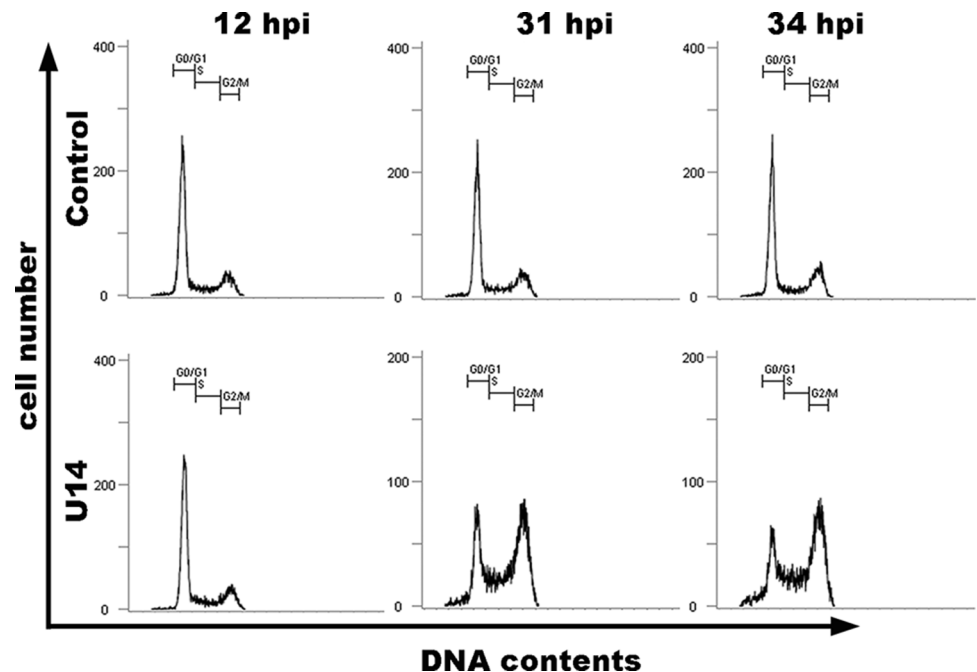 12 hpi 31 hpi 34 hpi
400 400 400
G0/G1 G0/G1 G0/G1
S S S
G2/M G2/M G2/M
Control
200 200 200
0 0 0
cell number
400 200 200
G0/G1 G0/G1 G0/G1
S S S
G2/M G2/M G2/M
U14
200 100 100
0 0 0
DNA contents